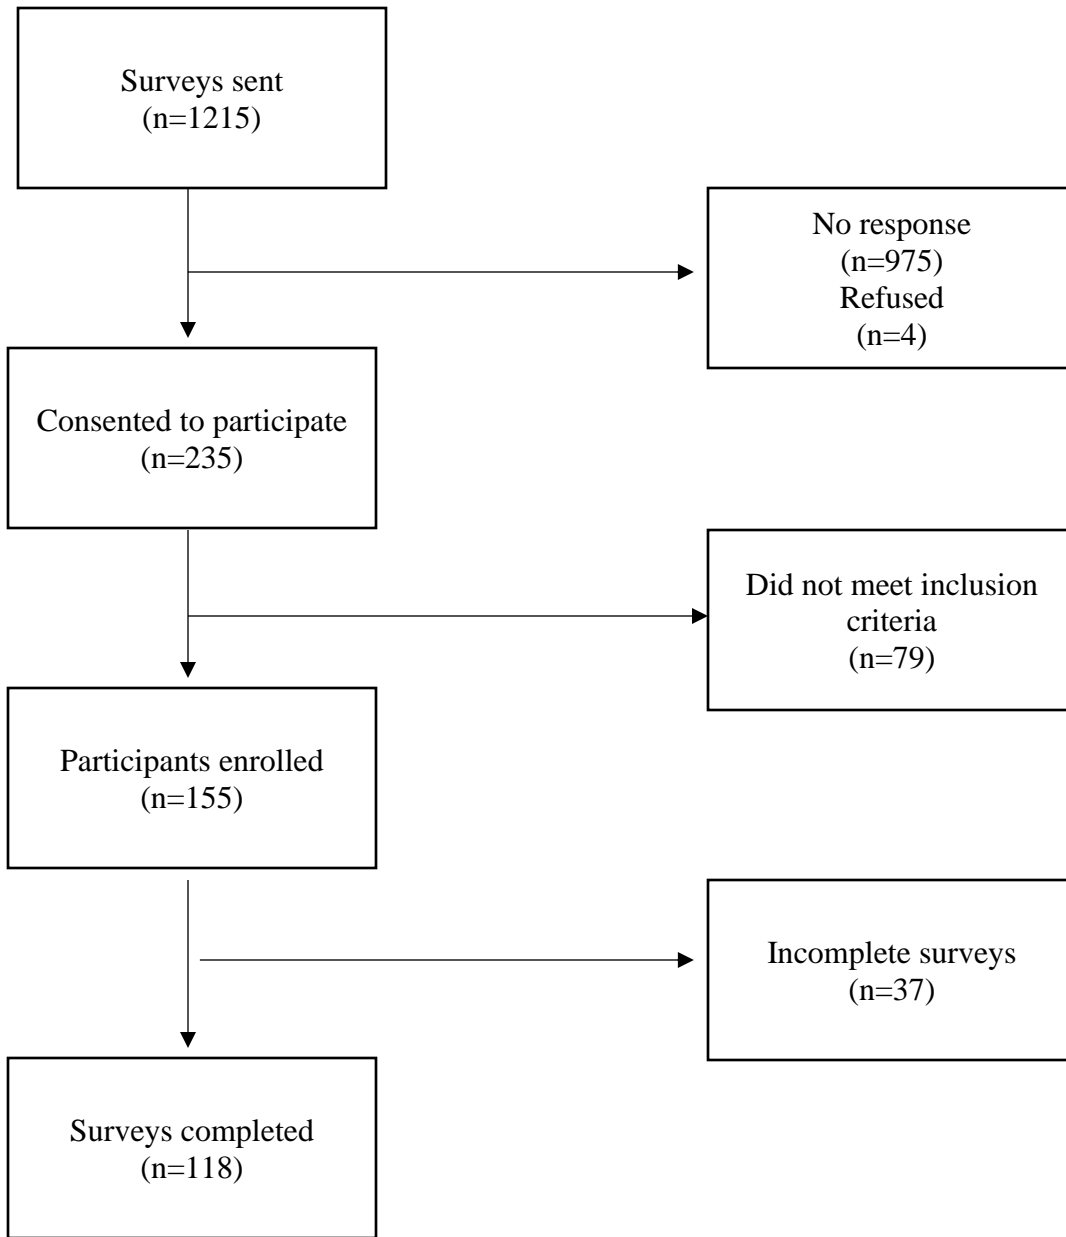 Surveys sent
(n=1215)
No response
(n=975)
Refused
(n=4)
Consented to participate
(n=235)
Did not meet inclusion
criteria
(n=79)
Participants enrolled
(n=155)
Incomplete surveys
(n=37)
Surveys completed
(n=118)